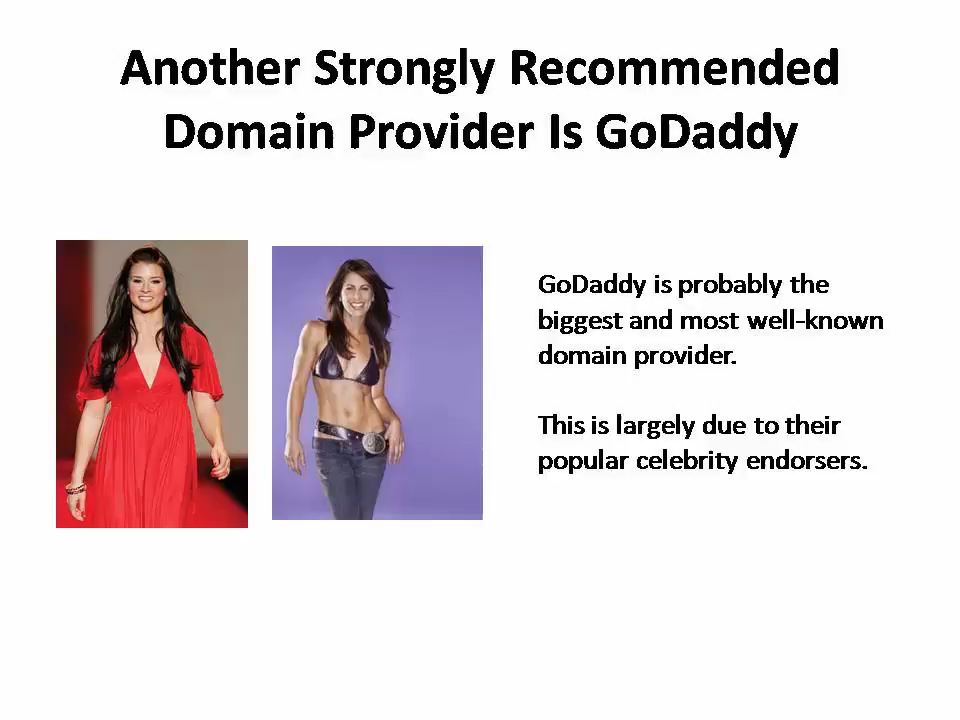 Another Strongly Recommended
Domain Provider Is GoDaddy
GoDaddy is probably the
biggest and most well-known
domain provider.
This is largely due to their
popular celebrity endorsers.